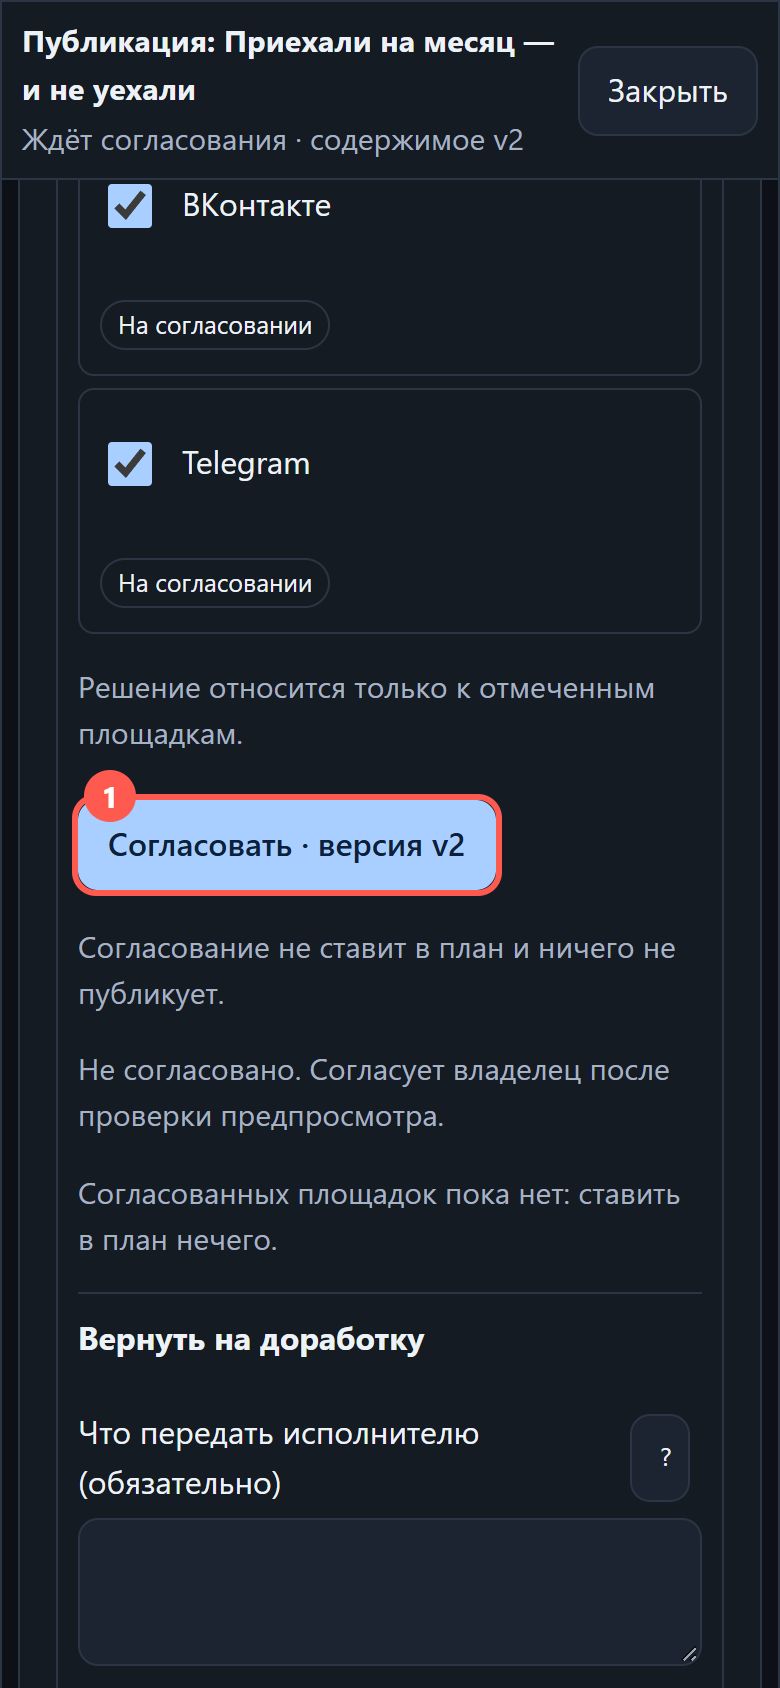 Публикация: Приехали на месяц —
и не уехали
Ждёт согласования · содержимое v2
Закрыть
ВКонтакте
На согласовании
Telegram
На согласовании
Решение относится только к отмеченным
площадкам.
1
Согласовать · версия v2
Согласование не ставит в план и ничего не
публикует.
Не согласовано. Согласует владелец после
проверки предпросмотра.
Согласованных площадок пока нет: ставить
в план нечего.
Вернуть на доработку
Что передать исполнителю
(обязательно)
?